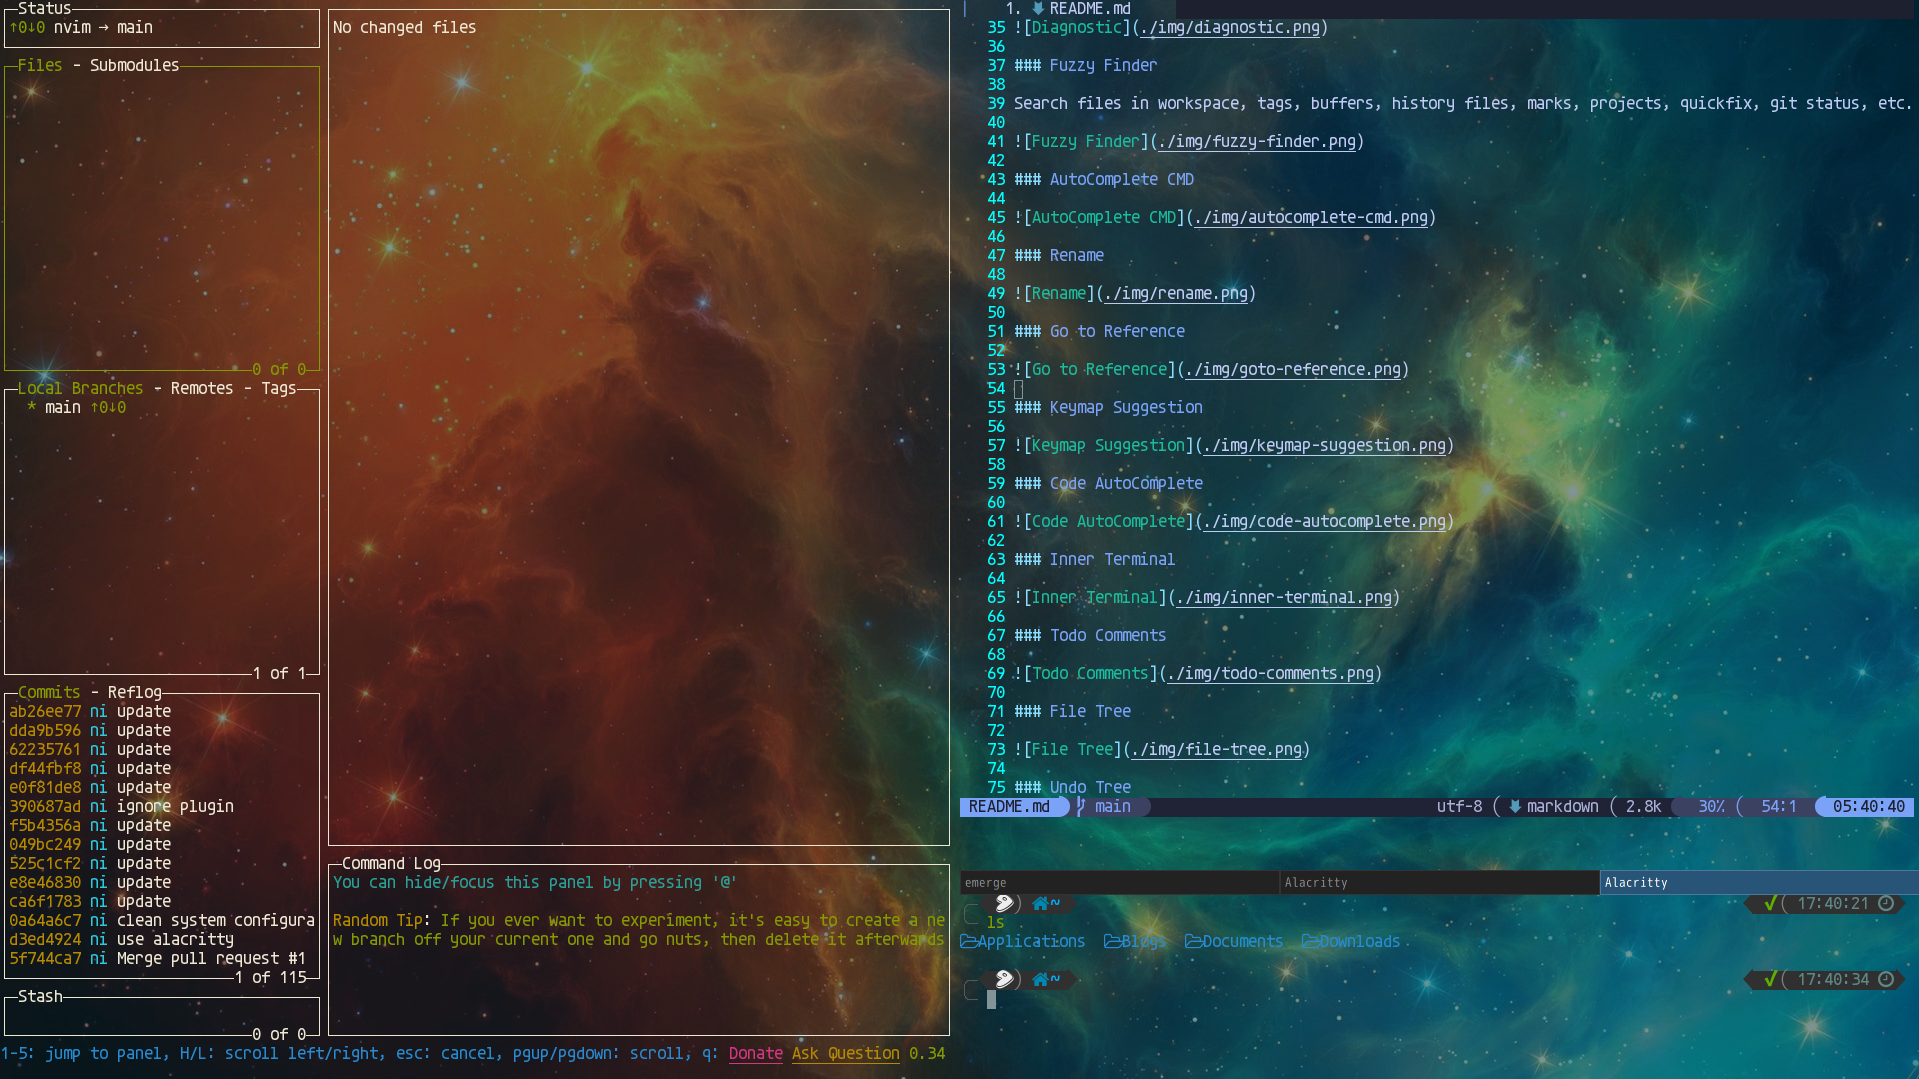 Status
↑0↓0 nvim → main
Files - Submodules
0 of 0
Local Branches - Remotes - Tags
* main ↑0↓0
1 of 1
Commits - Reflog
ab26ee77 ni update
dda9b596 ni update
62235761 ni update
df44fbf8 ni update
e0f81de8 ni update
390687ad ni ignore plugin
f5b4356a ni update
049bc249 ni update
525c1cf2 ni update
e8e46830 ni update
ca6f1783 ni update
0a64a6c7 ni clean system configura
d3ed4924 ni use alacritty
5f744ca7 ni Merge pull request #1
1 of 115
Stash
0 of 0
No changed files
Command Log
You can hide/focus this panel by pressing '@'
Random Tip: If you ever want to experiment, it's easy to create a ne
w branch off your current one and go nuts, then delete it afterwards
1-5: jump to panel, H/L: scroll left/right, esc: cancel, pgup/pgdown: scroll, q: Donate Ask Question 0.34
1. README.md
35 ![Diagnostic](./img/diagnostic.png)
36
37 ### Fuzzy Finder
38
39 Search files in workspace, tags, buffers, history files, marks, projects, quickfix, git status, etc.
40
41 ![Fuzzy Finder](./img/fuzzy-finder.png)
42
43 ### AutoComplete CMD
44
45 ![AutoComplete CMD](./img/autocomplete-cmd.png)
46
47 ### Rename
48
49 ![Rename](./img/rename.png)
50
51 ### Go to Reference
52
53 ![Go to Reference](./img/goto-reference.png)
54
55 ### Keymap Suggestion
56
57 ![Keymap Suggestion](./img/keymap-suggestion.png)
58
59 ### Code AutoComplete
60
61 ![Code AutoComplete](./img/code-autocomplete.png)
62
63 ### Inner Terminal
64
65 ![Inner Terminal](./img/inner-terminal.png)
66
67 ### Todo Comments
68
69 ![Todo Comments](./img/todo-comments.png)
70
71 ### File Tree
72
73 ![File Tree](./img/file-tree.png)
74
75 ### Undo Tree
README.md main utf-8 ( markdown ( 2.8k 30% ( 54:1 05:40:40
emerge Alacritty Alacritty
) ~ ✓ ( 17:40:21
ls
Applications Blogs Documents Downloads
) ~ ✓ ( 17:40:34